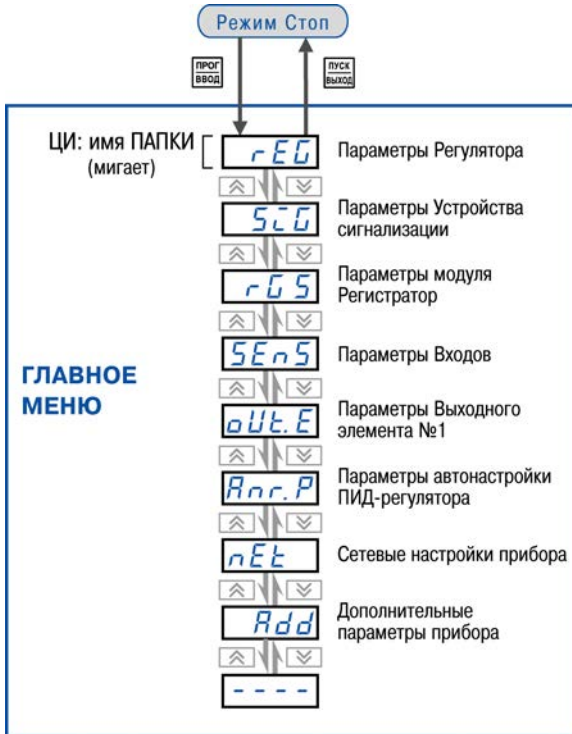 Режим Стоп
ПРОГ
ВВОД
ПУСК
ВЫХОД
ЦИ: имя ПАПКИ
(мигает)
rEG
Параметры Регулятора
SiG
Параметры Устройства
сигнализации
rGS
Параметры модуля
Регистратор
SEnS
Параметры Входов
ГЛАВНОЕ
МЕНЮ
oUt.E
Параметры Выходного
элемента №1
Anr.P
Параметры автонастройки
ПИД-регулятора
nEt
Сетевые настройки прибора
Add
Дополнительные
параметры прибора
----